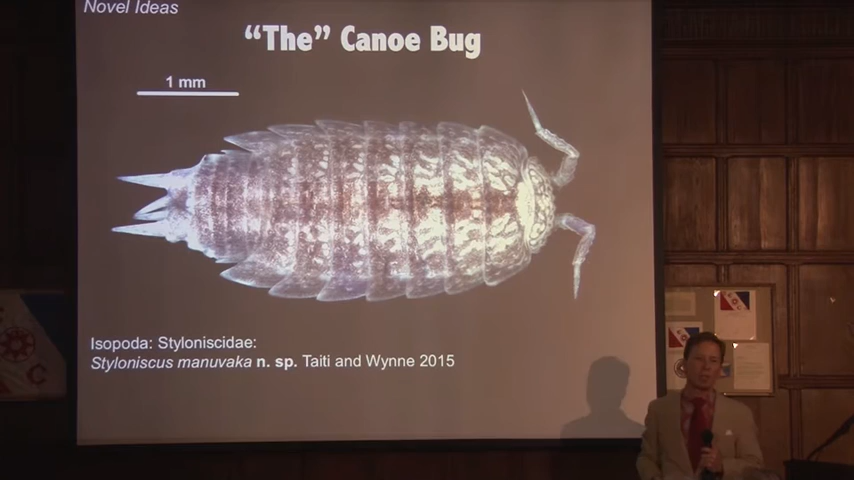 Novel Ideas
“The” Canoe Bug
1 mm
Isopoda: Styloniscidae:
Styloniscus manuvaka n. sp. Taiti and Wynne 2015